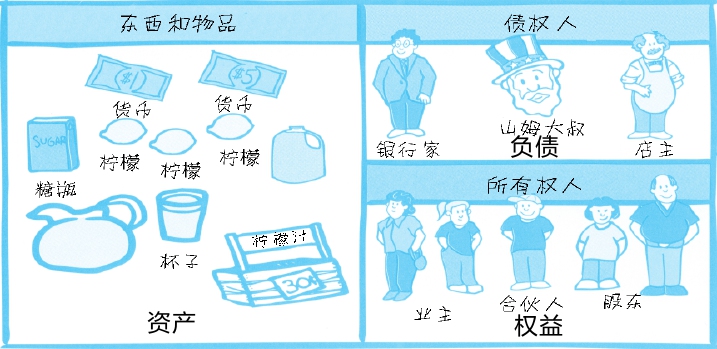 东西和物品
($1)
货币
($5)
货币
SUGAR
柠檬
柠檬
柠檬
糖瓶
杯子
柠檬汁
30¢
资产
债权人
银行家
山姆大叔
店主
负债
所有权人
业主
合伙人
股东
权益